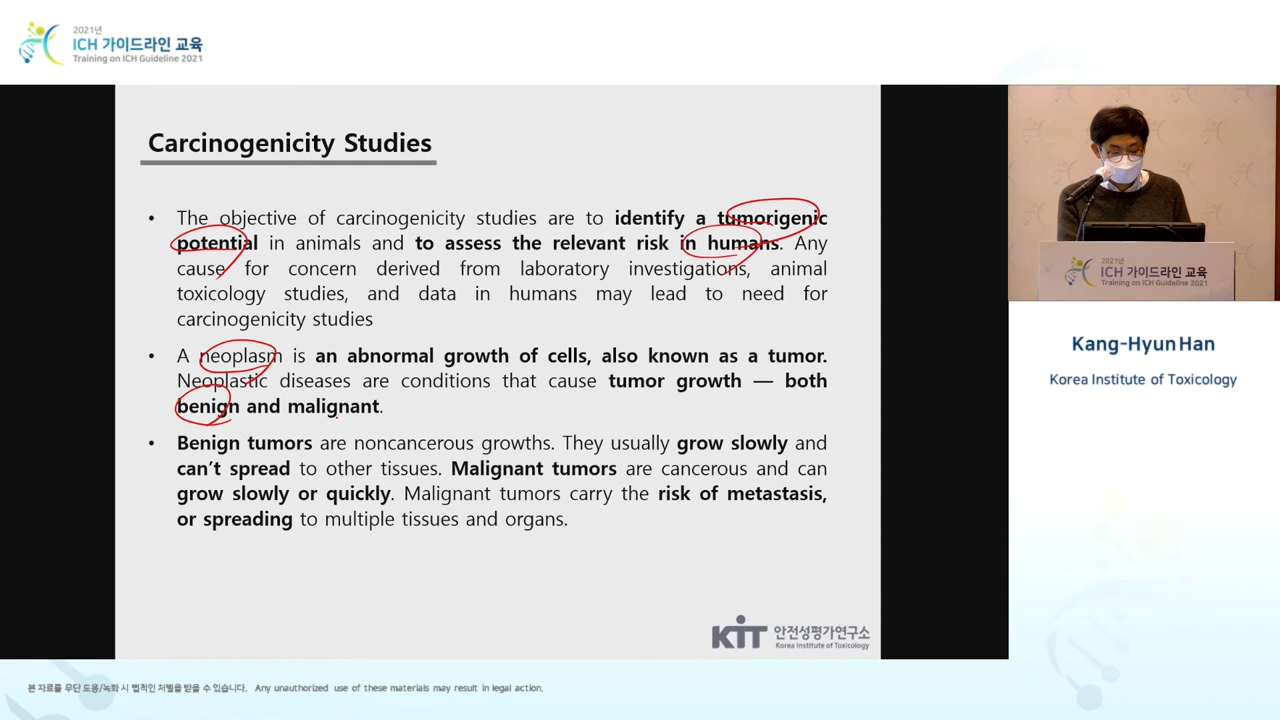 2021년
ICH 가이드라인 교육
Training on ICH Guideline 2021
Carcinogenicity Studies
• The objective of carcinogenicity studies are to identify a tumorigenic
potential in animals and to assess the relevant risk in humans. Any
cause for concern derived from laboratory investigations, animal
toxicology studies, and data in humans may lead to need for
carcinogenicity studies
• A neoplasm is an abnormal growth of cells, also known as a tumor.
Neoplastic diseases are conditions that cause tumor growth — both
benign and malignant.
• Benign tumors are noncancerous growths. They usually grow slowly and
can't spread to other tissues. Malignant tumors are cancerous and can
grow slowly or quickly. Malignant tumors carry the risk of metastasis,
or spreading to multiple tissues and organs.
KIT 안전성평가연구소
Korea Institute of Toxicology
2021년
ICH 가이드라인 교육
Training on ICH Guideline 2021
Kang-Hyun Han
Korea Institute of Toxicology
본 자료를 무단 도용/녹화 시 법적인 처벌을 받을 수 있습니다. Any unauthorized use of these materials may result in legal action.